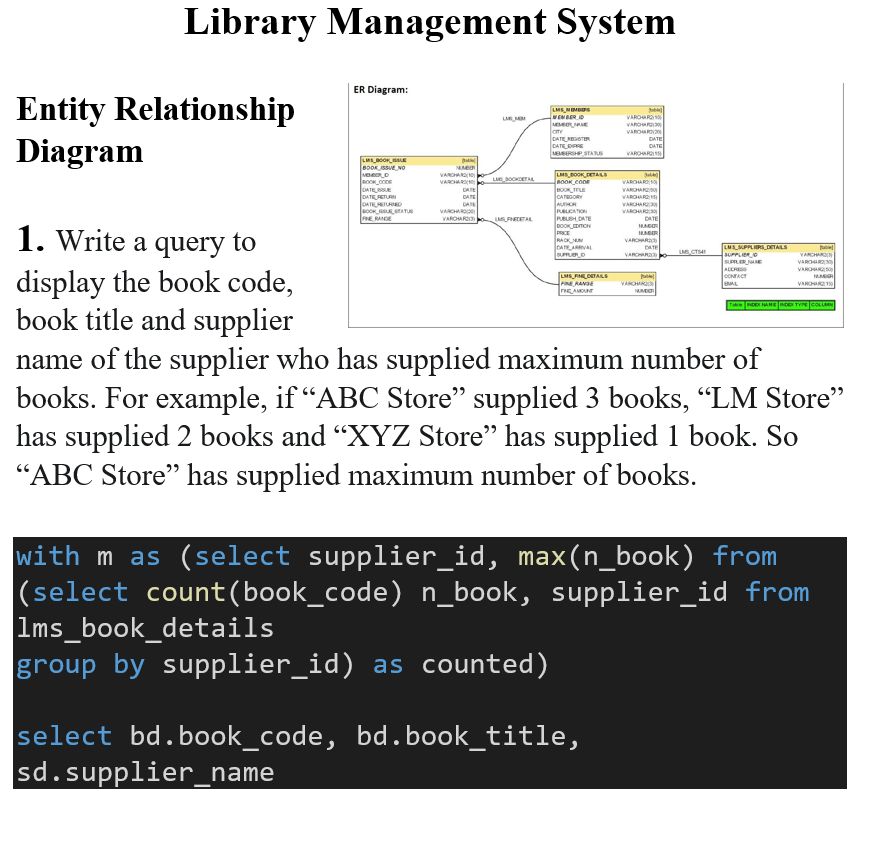 Library Management System
Entity Relationship
Diagram
ER Diagram:
LMS_MEM
LMS_MEMBERS [table]
MEMBER_ID VARCHAR2(10)
MEMBER_NAME VARCHAR2(30)
CITY VARCHAR2(20)
DATE_REGISTER DATE
DATE_EXPIRE DATE
MEMBERSHIP_STATUS VARCHAR2(15)
LMS_BOOK_ISSUE [table]
BOOK_ISSUE_NO NUMBER
MEMBER_ID VARCHAR2(10)
BOOK_CODE VARCHAR2(10)
DATE_ISSUE DATE
DATE_RETURN DATE
DATE_RETURNED DATE
BOOK_ISSUE_STATUS VARCHAR2(20)
FINE_RANGE VARCHAR2(3)
LMS_BOOKDETAIL
LMS_FINEDETAIL
LMS_BOOK_DETAILS [table]
BOOK_CODE VARCHAR2(10)
BOOK_TITLE VARCHAR2(50)
CATEGORY VARCHAR2(15)
AUTHOR VARCHAR2(30)
PUBLICATION VARCHAR2(30)
PUBLISH_DATE DATE
BOOK_EDITION NUMBER
PRICE NUMBER
RACK_NUM VARCHAR2(3)
DATE_ARRIVAL DATE
SUPPLIER_ID VARCHAR2(3)
LMS_CTS41
LMS_SUPPLIERS_DETAILS [table]
SUPPLIER_ID VARCHAR2(3)
SUPPLIER_NAME VARCHAR2(30)
ADDRESS VARCHAR2(50)
CONTACT NUMBER
EMAIL VARCHAR2(15)
LMS_FINE_DETAILS [table]
FINE_RANGE VARCHAR2(3)
FINE_AMOUNT NUMBER
Table INDEX NAME INDEX TYPE COLUMN
1. Write a query to
display the book code,
book title and supplier
name of the supplier who has supplied maximum number of
books. For example, if “ABC Store” supplied 3 books, “LM Store”
has supplied 2 books and “XYZ Store” has supplied 1 book. So
“ABC Store” has supplied maximum number of books.
with m as (select supplier_id, max(n_book) from
(select count(book_code) n_book, supplier_id from
lms_book_details
group by supplier_id) as counted)
select bd.book_code, bd.book_title,
sd.supplier_name